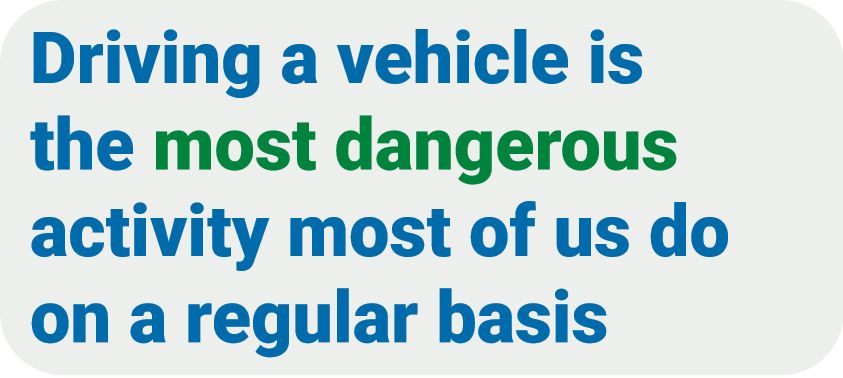 Driving a vehicle is
the most dangerous
activity most of us do
on a regular basis